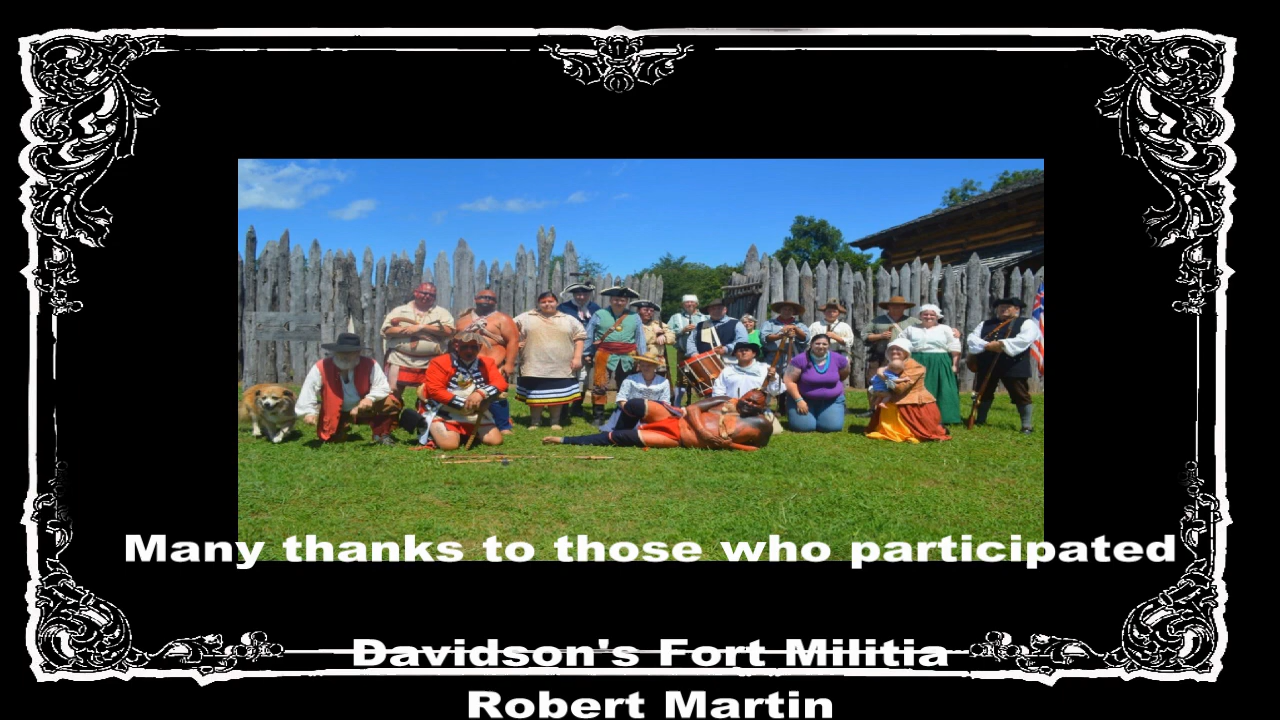 Many thanks to those who participated
Davidson's Fort Militia
Robert Martin